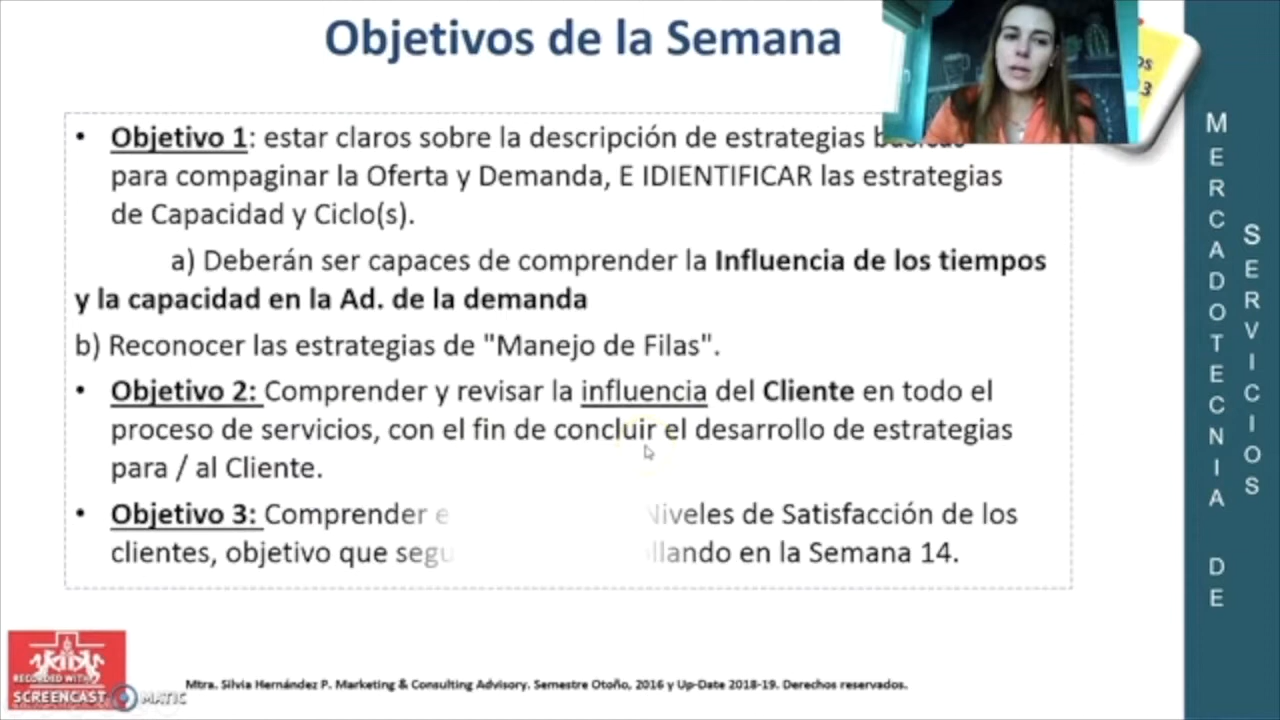 Objetivos de la Semana
• Objetivo 1: estar claros sobre la descripción de estrategias
para compaginar la Oferta y Demanda, E IDIENTIFICAR las estrategias
de Capacidad y Ciclo(s).
a) Deberán ser capaces de comprender la Influencia de los tiempos
y la capacidad en la Ad. de la demanda
b) Reconocer las estrategias de "Manejo de Filas".
• Objetivo 2: Comprender y revisar la influencia del Cliente en todo el
proceso de servicios, con el fin de concluir el desarrollo de estrategias
para / al Cliente.
• Objetivo 3: Comprender Niveles de Satisfacción de los
clientes, objetivo que en la Semana 14.
MERCADOTECNIA DE
SERVICIOS
RECORDED WITH
SCREENCAST MATIC
Mtra. Silvia Hernández P. Marketing & Consulting Advisory. Semestre Otoño, 2016 y Up-Date 2018-19. Derechos reservados.